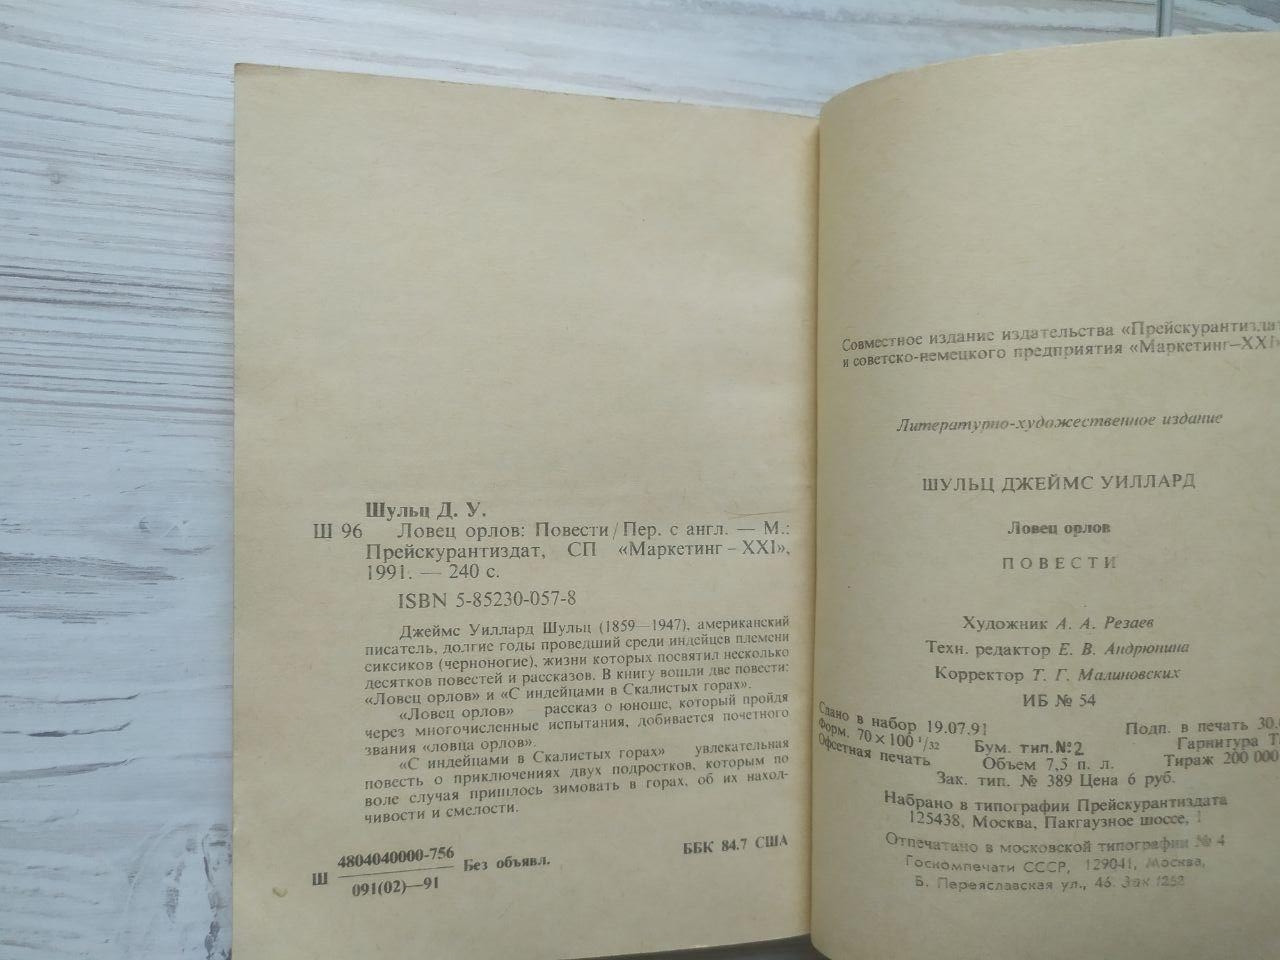 Шульц Д. У.
Ш 96 Ловец орлов: Повести / Пер. с англ. — М.:
Прейскурантиздат, СП «Маркетинг – XXI»,
1991. — 240 с.
ISBN 5-85230-057-8
Джеймс Уиллард Шульц (1859—1947), американский
писатель, долгие годы проведший среди индейцев племени
сиксиков (черноногие), жизни которых посвятил несколько
десятков повестей и рассказов. В книгу вошли две повести:
«Ловец орлов» и «С индейцами в Скалистых горах».
«Ловец орлов» рассказ о юноше, который пройдя
через многочисленные испытания, добивается почетного
звания «ловца орлов».
«С индейцами в Скалистых горах» увлекательная
повесть о приключениях двух подростков, которым по
воле случая пришлось зимовать в горах, об их наход-
чивости и смелости.
Ш 4804040000-756 Без объявл.
091(02)—91
ББК 84.7 США
Совместное издание издательства «Прейскурантиздат
и советско-немецкого предприятия «Маркетинг—XXI»
Литературно-художественное издание
ШУЛЬЦ ДЖЕЙМС УИЛЛАРД
Ловец орлов
ПОВЕСТИ
Художник А. А. Резаев
Техн. редактор Е. В. Андрюнина
Корректор Т. Г. Малиновских
ИБ № 54
Сдано в набор 19.07.91 Подп. в печать 30.
Форм. 70 × 100 1/32 Бум. тип. № 2 Гарнитура
Офсетная печать Объем 7,5 п. л. Тираж 200 000
Зак. тип. № 389 Цена 6 руб.
Набрано в типографии Прейскурантиздата
125438, Москва, Пакгаузное шоссе, 1
Отпечатано в московской типографии № 4
Госкомпечати СССР, 129041, Москва,
Б. Переяславская ул., 46. Зак 1252